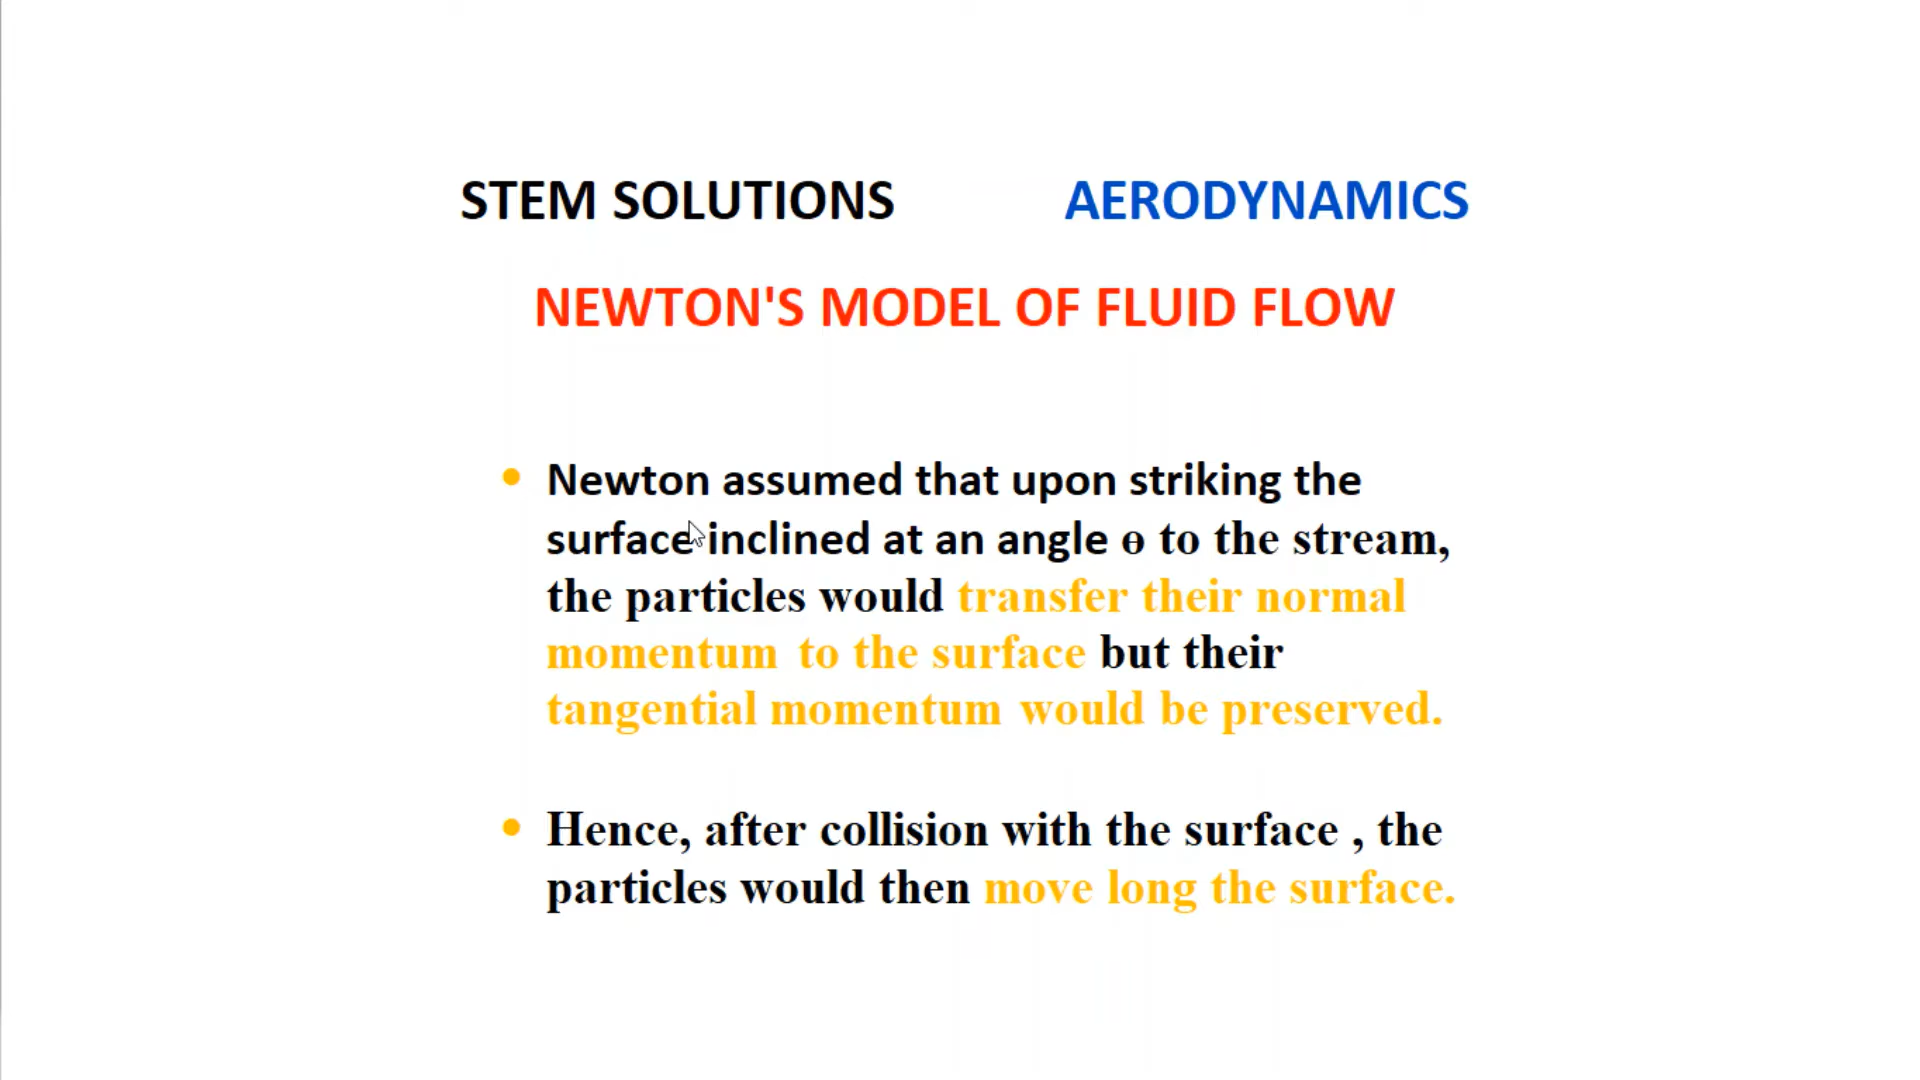 STEM SOLUTIONS AERODYNAMICS
NEWTON'S MODEL OF FLUID FLOW
• Newton assumed that upon striking the
surface inclined at an angle ɵ to the stream,
the particles would transfer their normal
momentum to the surface but their
tangential momentum would be preserved.
• Hence, after collision with the surface , the
particles would then move long the surface.